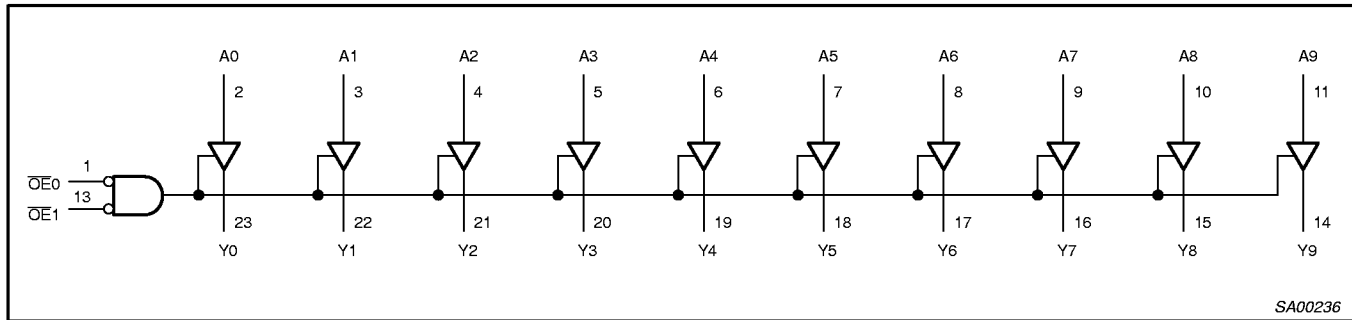 A0 A1 A2 A3 A4 A5 A6 A7 A8 A9
2 3 4 5 6 7 8 9 10 11
1
OE0
13
OE1
23 22 21 20 19 18 17 16 15 14
Y0 Y1 Y2 Y3 Y4 Y5 Y6 Y7 Y8 Y9
SA00236